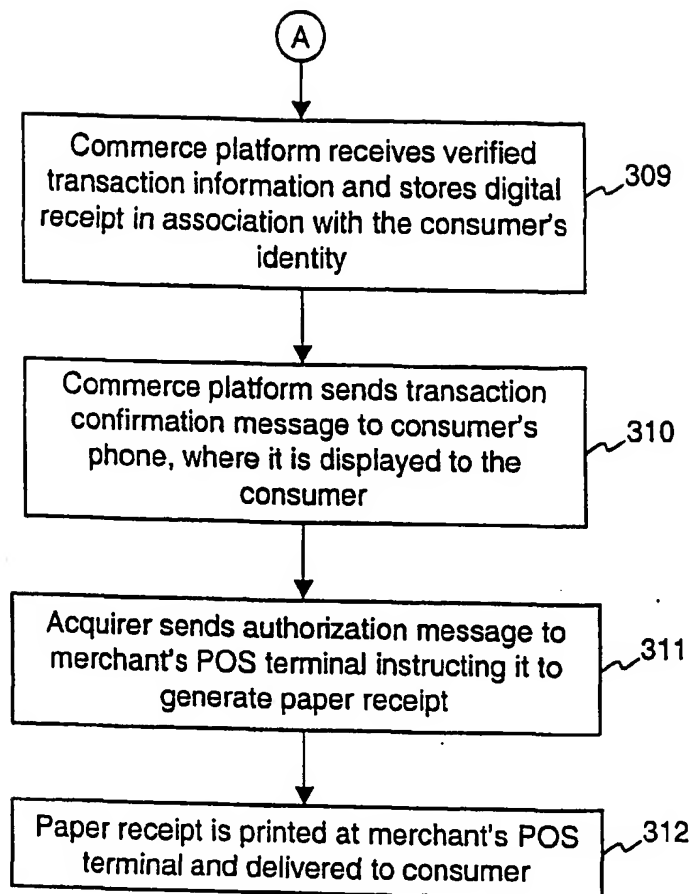 A
Commerce platform receives verified
transaction information and stores digital
receipt in association with the consumer's
identity
309
Commerce platform sends transaction
confirmation message to consumer's
phone, where it is displayed to the
consumer
310
Acquirer sends authorization message to
merchant's POS terminal instructing it to
generate paper receipt
311
Paper receipt is printed at merchant's POS
terminal and delivered to consumer
312